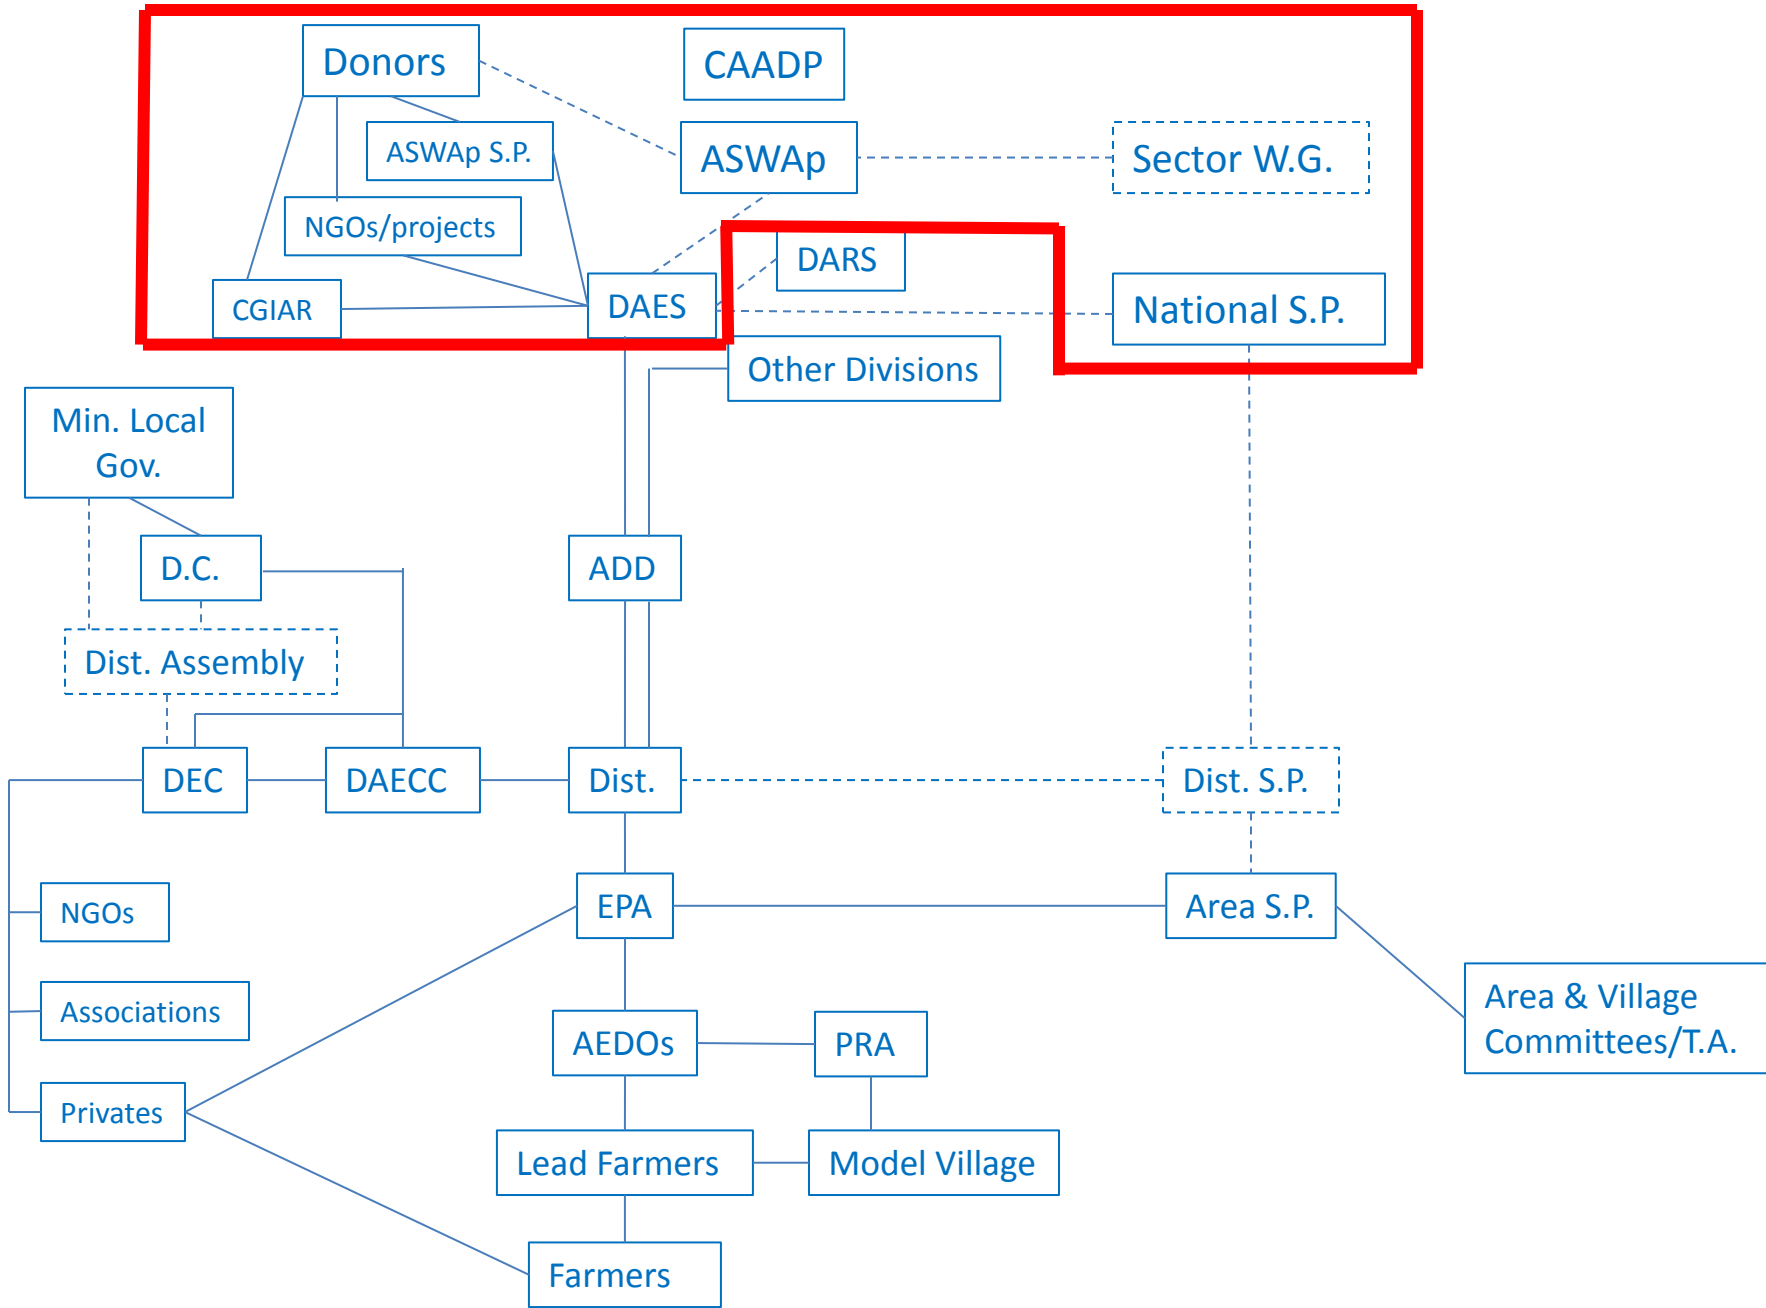 Donors
CAADP
ASWAp S.P.
ASWAp
Sector W.G.
NGOs/projects
DARS
CGIAR
DAES
National S.P.
Other Divisions
Min. Local
Gov.
D.C.
ADD
Dist. Assembly
DEC
DAECC
Dist.
Dist. S.P.
NGOs
EPA
Area S.P.
Associations
AEDOs
PRA
Area & Village
Committees/T.A.
Privates
Lead Farmers
Model Village
Farmers